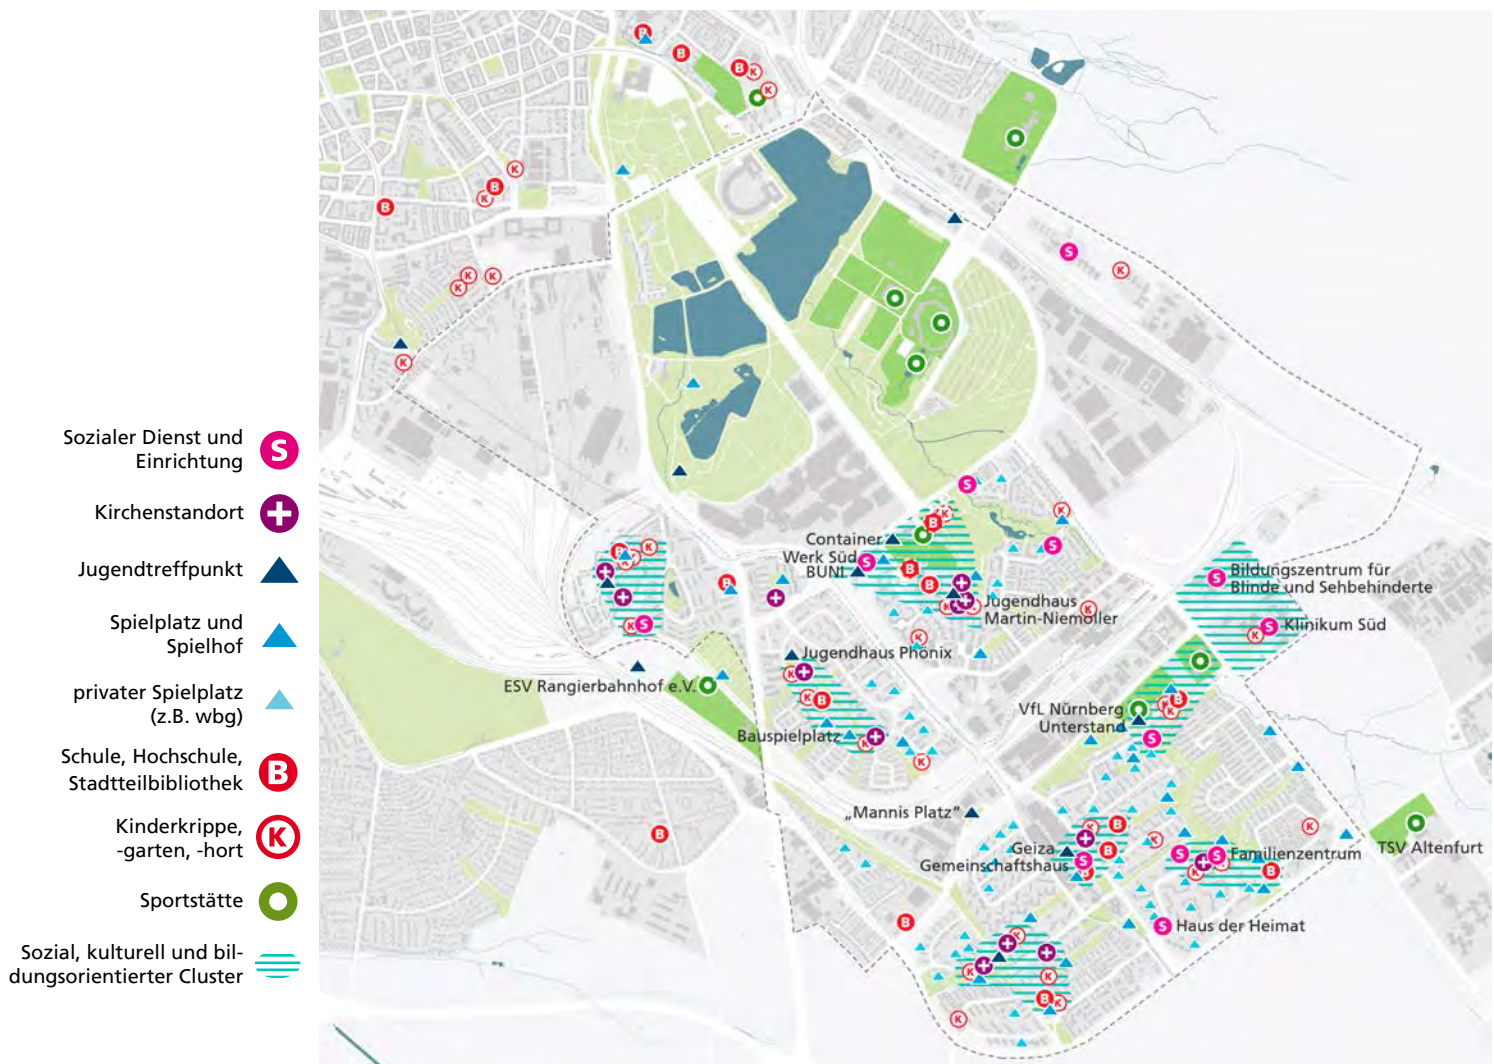 Sozialer Dienst und
Einrichtung
S
Kirchenstandort
Jugendtreffpunkt
Spielplatz und
Spielhof
privater Spielplatz
(z.B. wbg)
Schule, Hochschule,
Stadtteilbibliothek
B
Kinderkrippe,
-garten, -hort
K
Sportstätte
Sozial, kulturell und bil-
dungsorientierter Cluster
Container
Werk Süd
BUNI
Jugendhaus
Martin-Niemöller
Bildungszentrum für
Blinde und Sehbehinderte
Klinikum Süd
Jugendhaus Phönix
ESV Rangierbahnhof e.V.
Bauspielplatz
VfL Nürnberg
Unterstand
„Mannis Platz“
Geiza
Gemeinschaftshaus
Familienzentrum
TSV Altenfurt
Haus der Heimat